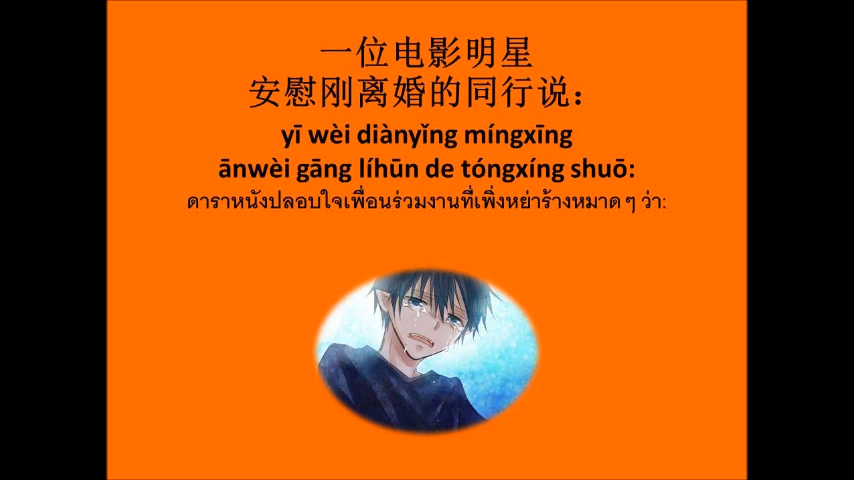 一位电影明星
安慰刚离婚的同行说：
yī wèi diànyǐng míngxīng
ānwèi gāng líhūn de tóngxíng shuō:
ดาราหนังปลอบใจเพื่อนร่วมงานที่เพิ่งหย่าร้างหมาดๆ ว่า: